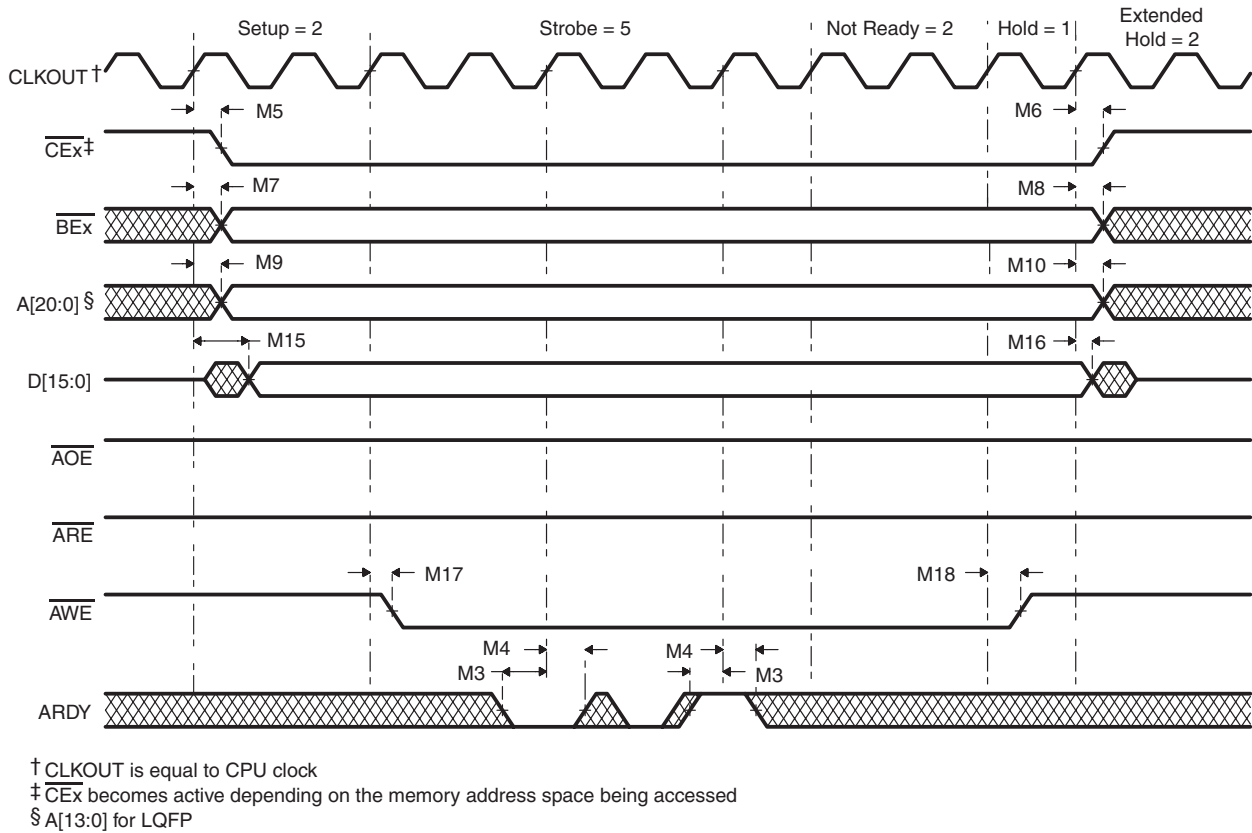 Setup = 2
Strobe = 5
Not Ready = 2
Hold = 1
Extended
Hold = 2
CLKOUT †
M5
M6
CEx‡
M7
M8
BEx
M9
M10
A[20:0] §
M15
M16
D[15:0]
AOE
ARE
M17
M18
AWE
M4
M4
M3
M3
ARDY
† CLKOUT is equal to CPU clock
‡ CEx becomes active depending on the memory address space being accessed
§ A[13:0] for LQFP